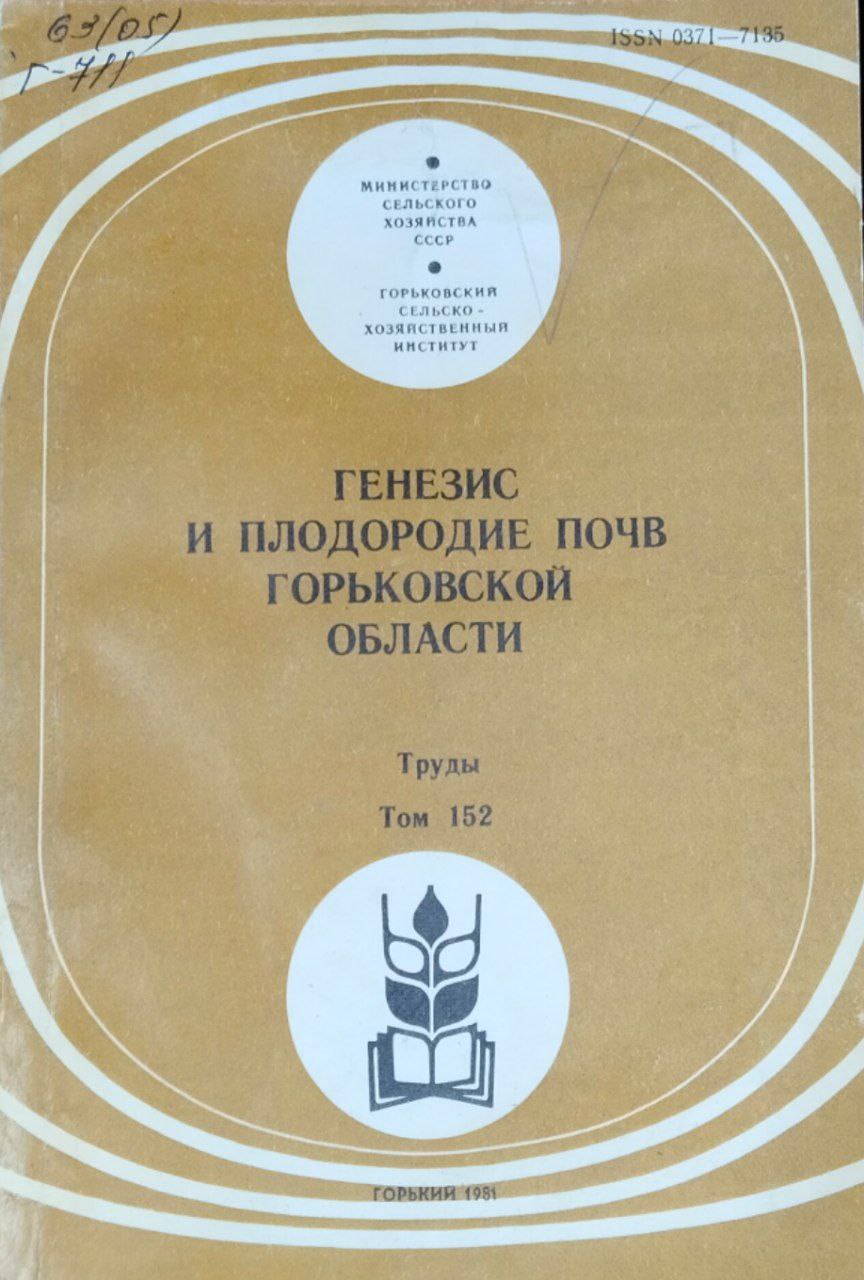 63(05)
Г-711
ISSN 0371—7135
МИНИСТЕРСТВО
СЕЛЬСКОГО
ХОЗЯЙСТВА
СССР
ГОРЬКОВСКИЙ
СЕЛЬСКО-
ХОЗЯЙСТВЕННЫЙ
ИНСТИТУТ
ГЕНЕЗИС
И ПЛОДОРОДИЕ ПОЧВ
ГОРЬКОВСКОЙ
ОБЛАСТИ
Труды
Том 152
ГОРЬКИЙ 1981